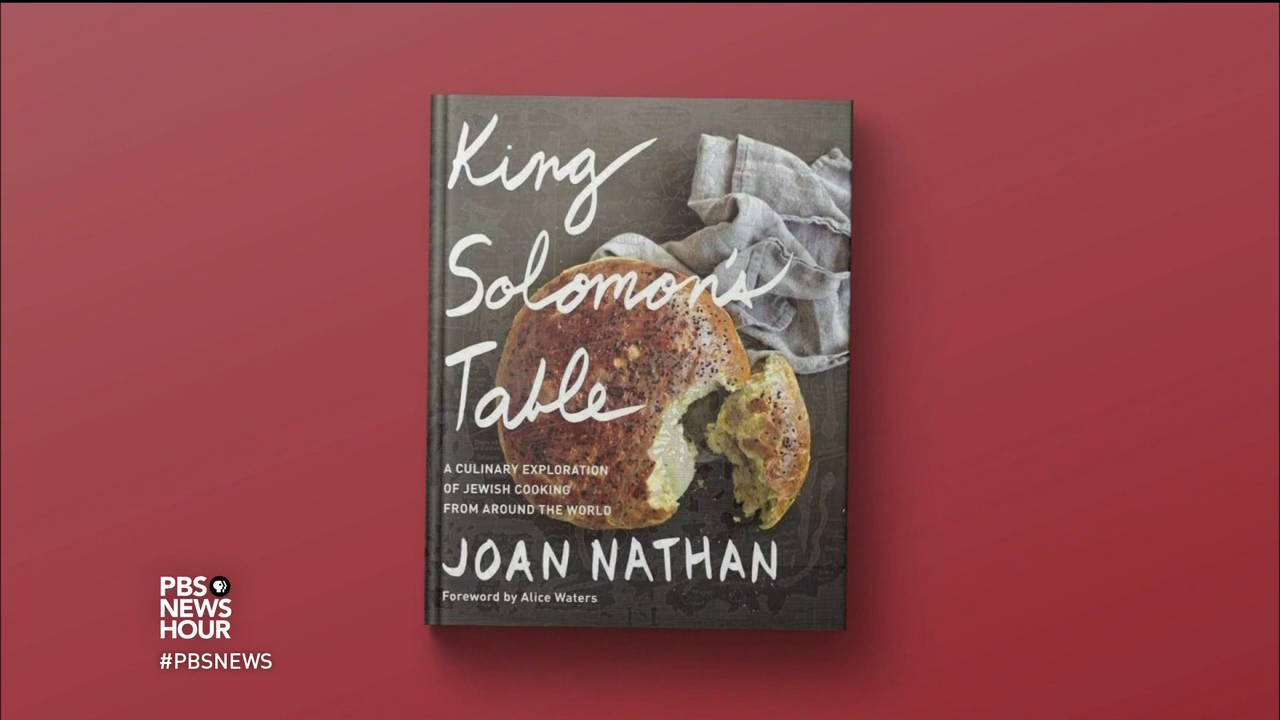 King
Solomon's
Table
A CULINARY EXPLORATION
OF JEWISH COOKING
FROM AROUND THE WORLD
JOAN NATHAN
Foreword by Alice Waters
PBS
NEWS
HOUR
#PBSNEWS